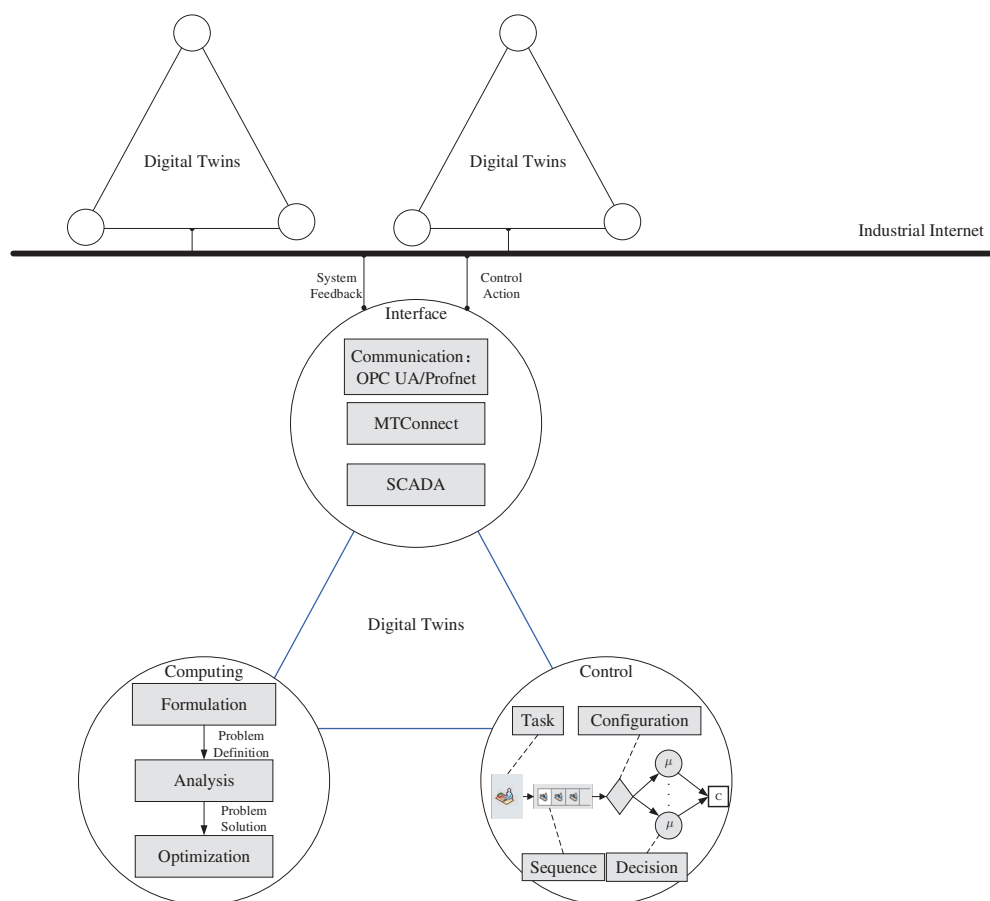 Digital Twins
Digital Twins
Industrial Internet
System
Feedback
Control
Action
Interface
Communication：
OPC UA/Profnet
MTConnect
SCADA
Digital Twins
Computing
Formulation
Problem
Definition
Analysis
Problem
Solution
Optimization
Control
Task
Configuration
μ
C
μ
Sequence
Decision